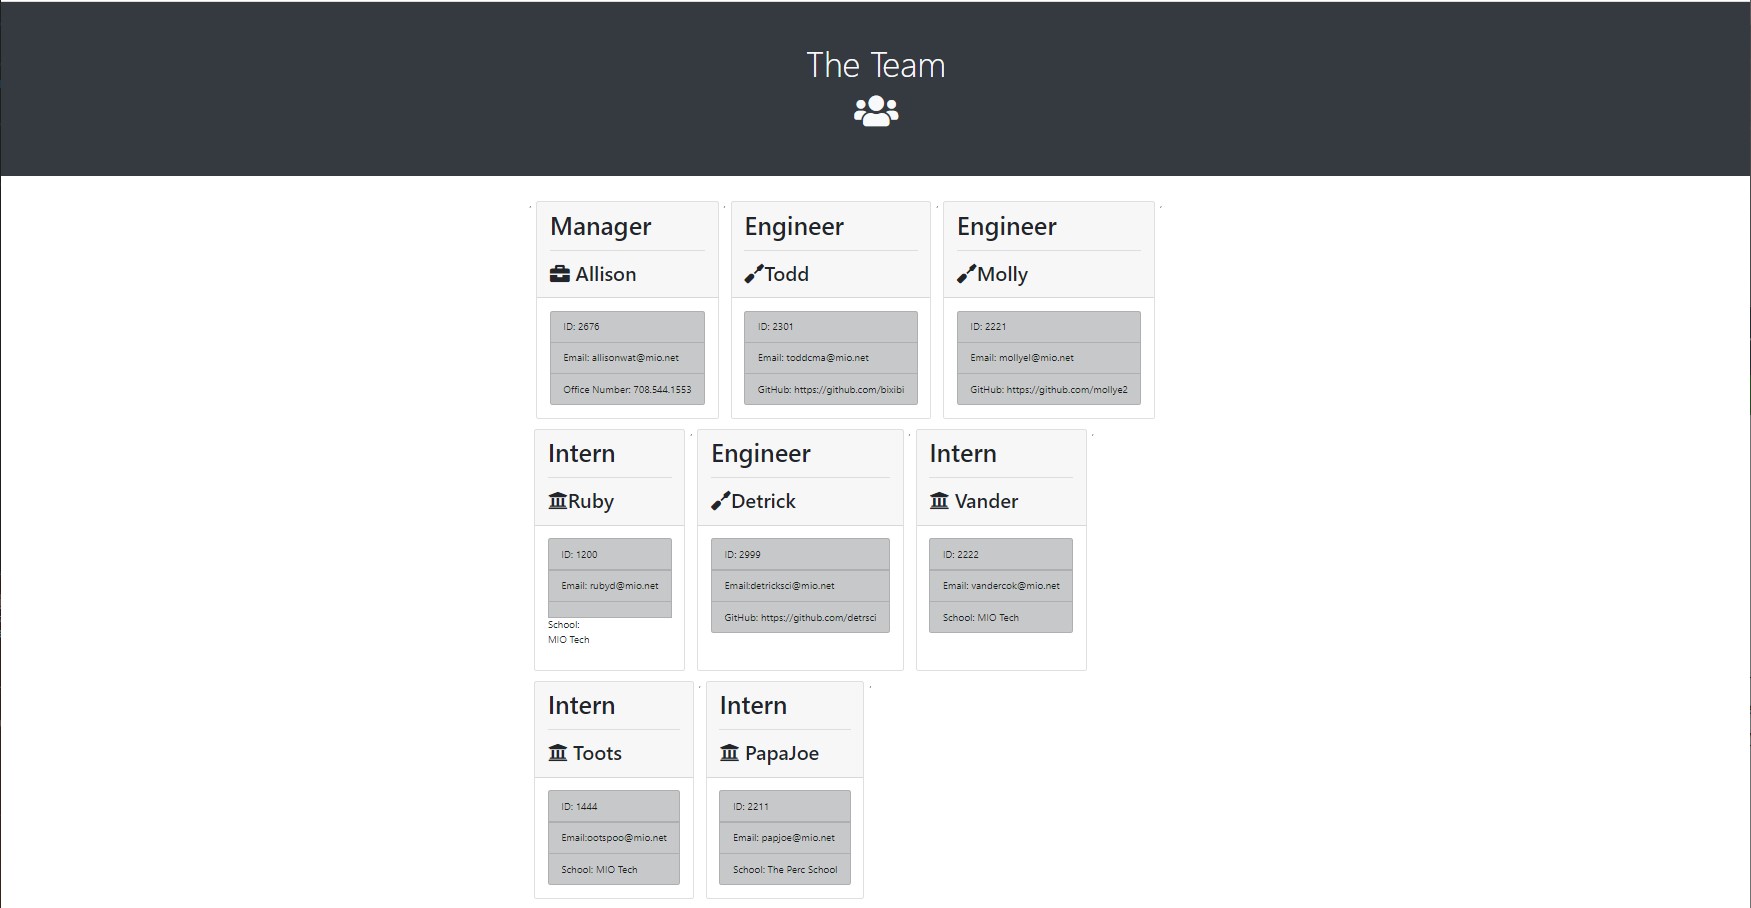 The Team
Manager
Allison
ID: 2676
Email: allisonwat@mio.net
Office Number: 708.544.1553
Engineer
Todd
ID: 2301
Email: toddcma@mio.net
GitHub: https://github.com/bixibi
Engineer
Molly
ID: 2221
Email: mollyel@mio.net
GitHub: https://github.com/mollye2
Intern
Ruby
ID: 1200
Email: rubyd@mio.net
School:
MIO Tech
Engineer
Detrick
ID: 2999
Email:detricksci@mio.net
GitHub: https://github.com/detrsci
Intern
Vander
ID: 2222
Email: vandercok@mio.net
School: MIO Tech
Intern
Toots
ID: 1444
Email:ootspoo@mio.net
School: MIO Tech
Intern
PapaJoe
ID: 2211
Email: papjoe@mio.net
School: The Perc School